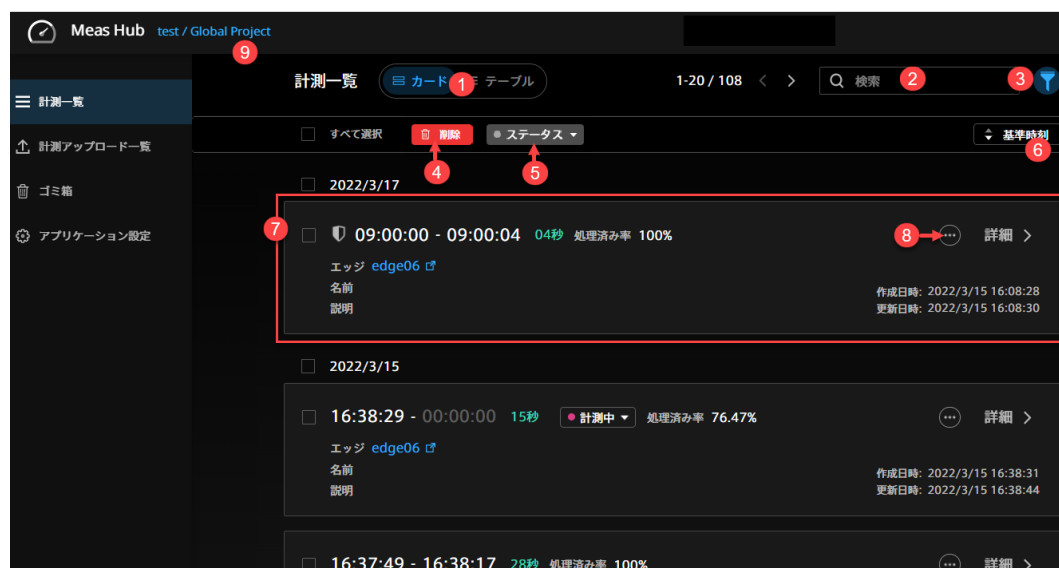 Meas Hub test / Global Project
9
計測一覧 カード 1 テーブル 1-20 / 108 検索 2 3
計測一覧
すべて選択 削除 ステータス 基準時刻
計測アップロード一覧
4 5 6
ゴミ箱
2022/3/17
アプリケーション設定
7 09:00:00 - 09:00:04 04秒 処理済み率 100% 8 詳細
エッジ edge06
名前
作成日時: 2022/3/15 16:08:28
説明
更新日時: 2022/3/15 16:08:30
2022/3/15
16:38:29 - 00:00:00 15秒 計測中 処理済み率 76.47% 詳細
エッジ edge06
名前
作成日時: 2022/3/15 16:38:31
説明
更新日時: 2022/3/15 16:38:44
16:37:49 - 16:38:17 28秒 処理済み率 100% 詳細